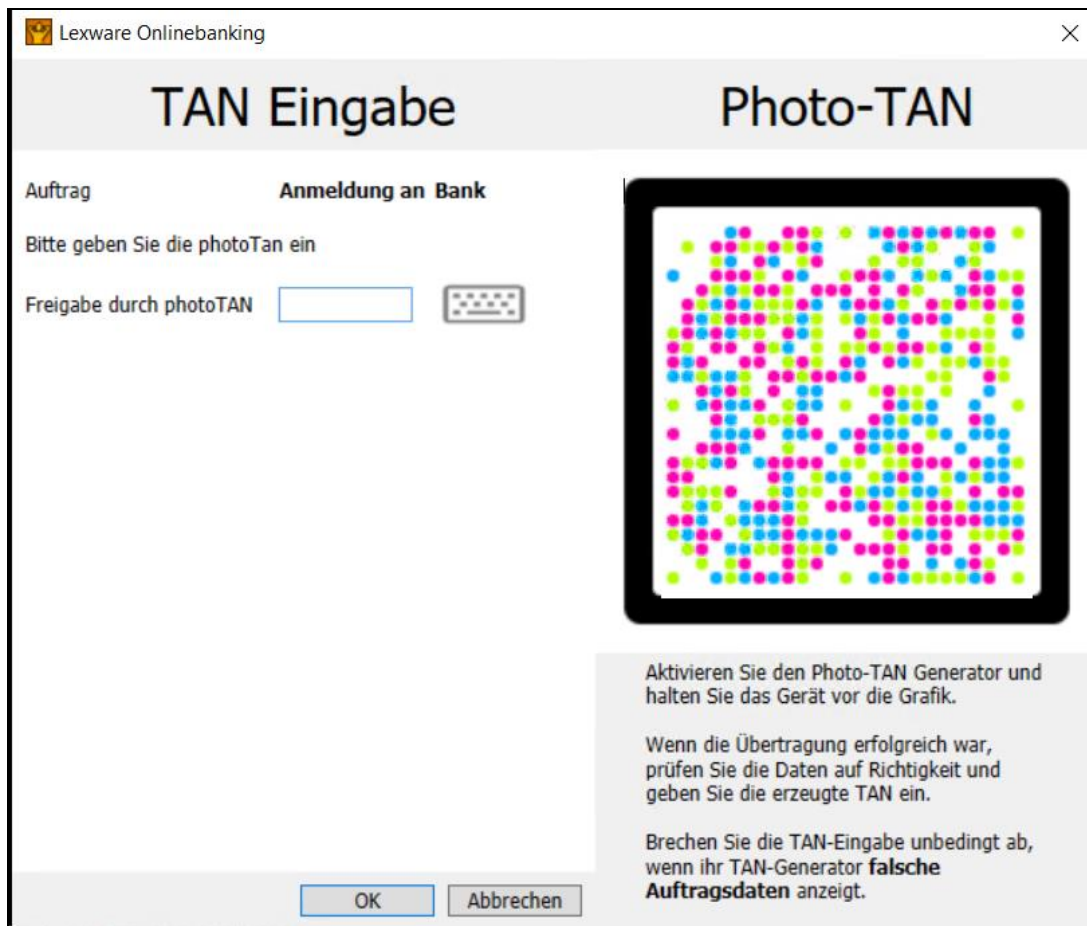 Lexware Onlinebanking
TAN Eingabe
Photo-TAN
Auftrag Anmeldung an Bank
Bitte geben Sie die photoTan ein
Freigabe durch photoTAN
Aktivieren Sie den Photo-TAN Generator und
halten Sie das Gerät vor die Grafik.
Wenn die Übertragung erfolgreich war,
prüfen Sie die Daten auf Richtigkeit und
geben Sie die erzeugte TAN ein.
Brechen Sie die TAN-Eingabe unbedingt ab,
wenn ihr TAN-Generator falsche
Auftragsdaten anzeigt.
OK Abbrechen